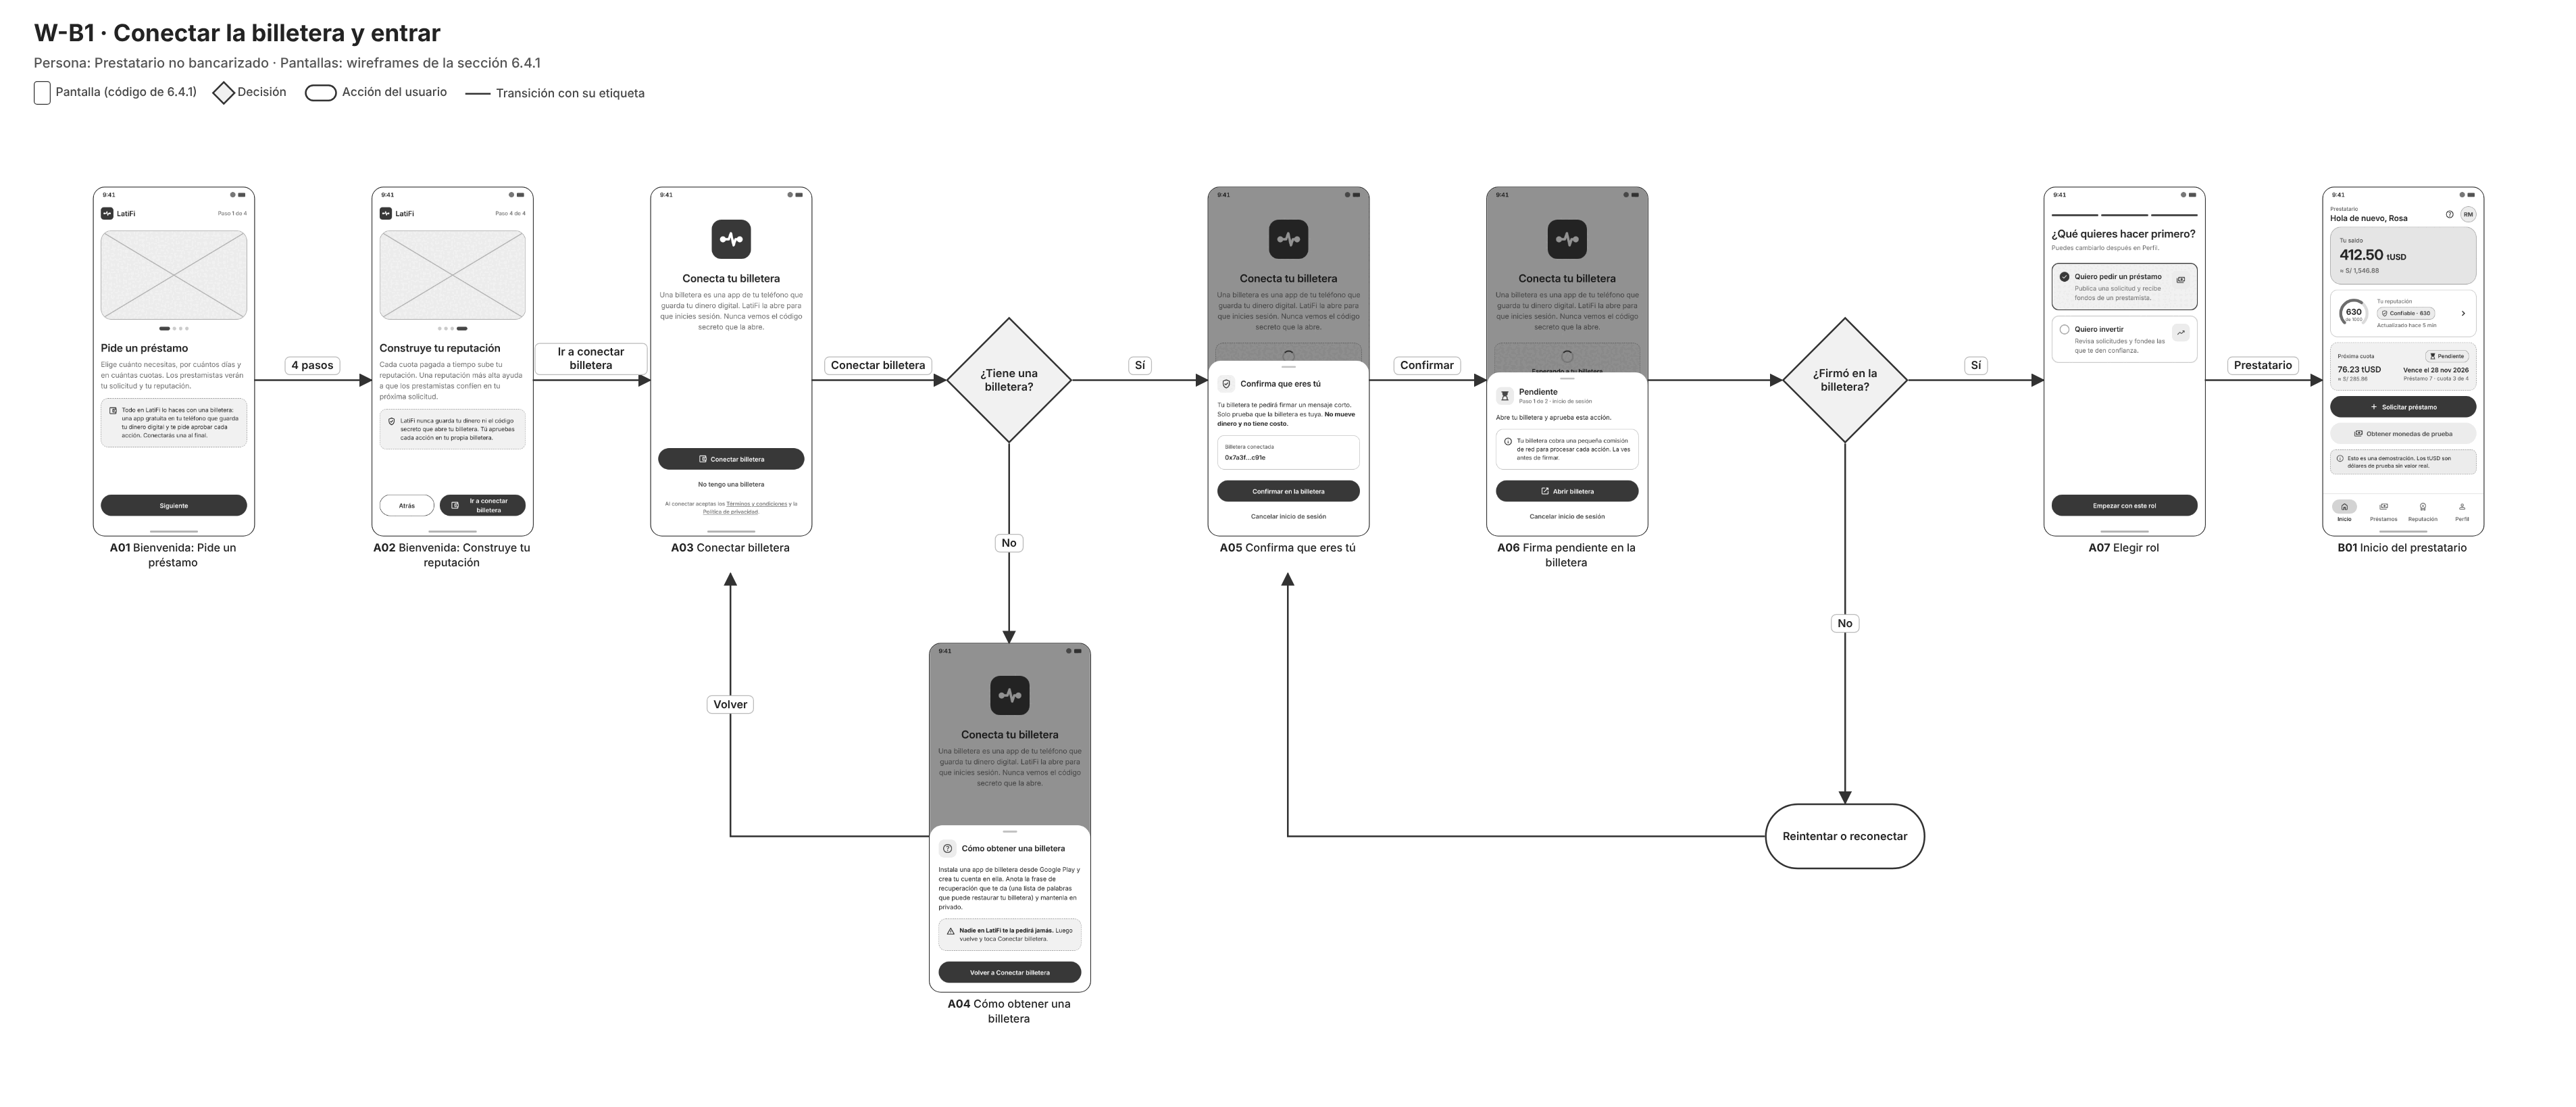 W-B1 · Conectar la billetera y entrar
Persona: Prestatario no bancarizado · Pantallas: wireframes de la sección 6.4.1
Pantalla (código de 6.4.1)
Decisión
Acción del usuario
Transición con su etiqueta
9:41
LatiFi
Paso 1 de 4
Pide un préstamo
Elige cuánto necesitas, por cuántos días y
en cuántas cuotas. Los prestamistas verán
tu solicitud y tu reputación.
Todo en LatiFi lo haces con una billetera:
una app gratuita en tu teléfono que guarda
tu dinero digital y te pide aprobar cada
acción. Conectarás una al final.
Siguiente
A01 Bienvenida: Pide un
préstamo
4 pasos
9:41
LatiFi
Paso 4 de 4
Construye tu reputación
Cada cuota pagada a tiempo sube tu
reputación. Una reputación más alta ayuda
a que los prestamistas confíen en tu
próxima solicitud.
LatiFi nunca guarda tu dinero ni el código
secreto que abre tu billetera. Tú apruebas
cada acción en tu propia billetera.
Atrás
Ir a conectar
billetera
A02 Bienvenida: Construye tu
reputación
Ir a conectar
billetera
9:41
Conecta tu billetera
Una billetera es una app de tu teléfono que
guarda tu dinero digital. LatiFi la abre para
que inicies sesión. Nunca vemos el código
secreto que la abre.
Conectar billetera
No tengo una billetera
Al conectar aceptas los Términos y condiciones y la
Política de privacidad.
A03 Conectar billetera
Conectar billetera
¿Tiene una
billetera?
Sí
No
Volver
9:41
Conecta tu billetera
Una billetera es una app de tu teléfono que
guarda tu dinero digital. LatiFi la abre para
que inicies sesión. Nunca vemos el código
secreto que la abre.
Cómo obtener una billetera
Instala una app de billetera desde Google Play y
crea tu cuenta en ella. Anota la frase de
recuperación que te da (una lista de palabras
que puede restaurar tu billetera) y mantenla en
privado.
Nadie en LatiFi te la pedirá jamás. Luego
vuelve y toca Conectar billetera.
Volver a Conectar billetera
A04 Cómo obtener una
billetera
9:41
Conecta tu billetera
Una billetera es una app de tu teléfono que
guarda tu dinero digital. LatiFi la abre para
que inicies sesión. Nunca vemos el código
secreto que la abre.
Confirma que eres tú
Tu billetera te pedirá firmar un mensaje corto.
Solo prueba que la billetera es tuya. No mueve
dinero y no tiene costo.
Billetera conectada
0x7a3f...c91e
Confirmar en la billetera
Cancelar inicio de sesión
A05 Confirma que eres tú
Confirmar
9:41
Conecta tu billetera
Una billetera es una app de tu teléfono que
guarda tu dinero digital. LatiFi la abre para
que inicies sesión. Nunca vemos el código
secreto que la abre.
Esperando a tu billetera
Pendiente
Paso 1 de 2 · Inicio de sesión
Abre tu billetera y aprueba esta acción.
Tu billetera cobra una pequeña comisión
de red para procesar cada acción. La ves
antes de firmar.
Abrir billetera
Cancelar inicio de sesión
A06 Firma pendiente en la
billetera
¿Firmó en la
billetera?
Sí
No
Reintentar o reconectar
9:41
¿Qué quieres hacer primero?
Puedes cambiarlo después en Perfil.
Quiero pedir un préstamo
Publica una solicitud y recibe
fondos de un prestamista.
Quiero invertir
Revisa solicitudes y fondea las
que te den confianza.
Empezar con este rol
A07 Elegir rol
Prestatario
9:41
Prestatario
Hola de nuevo, Rosa
RM
Tu saldo
412.50 tUSD
≈ S/ 1,546.88
630
de 1000
Tu reputación
Confiable · 630
Actualizado hace 5 min
Próxima cuota
Pendiente
76.23 tUSD
Vence el 28 nov 2026
≈ S/ 285.86
Préstamo 7 · cuota 3 de 4
Solicitar préstamo
Obtener monedas de prueba
Esto es una demostración. Los tUSD son
dólares de prueba sin valor real.
Inicio
Préstamos
Reputación
Perfil
B01 Inicio del prestatario